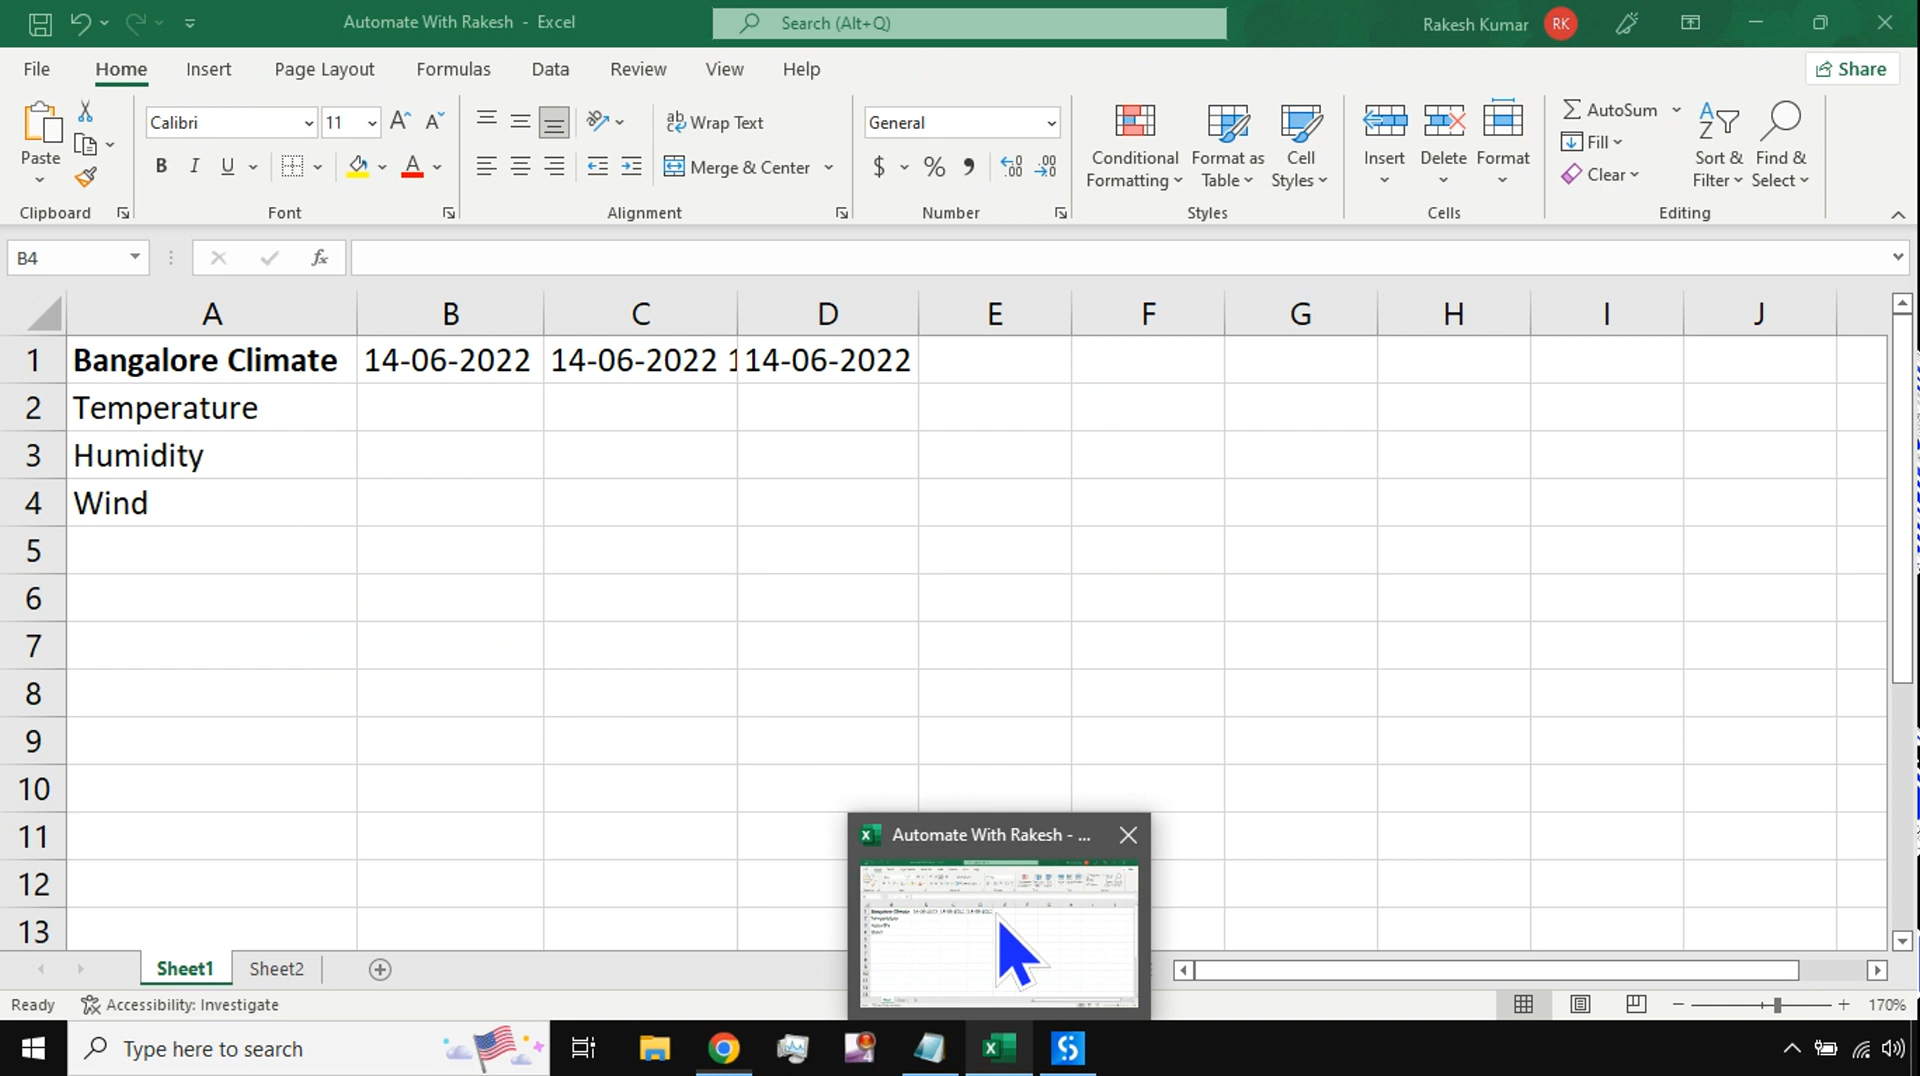 Automate With Rakesh - Excel
Search (Alt+Q)
Rakesh Kumar RK
File Home Insert Page Layout Formulas Data Review View Help Share
Paste
Calibri 11
B I U A
Wrap Text
Merge & Center
General
$ % 9
Conditional Formatting
Format as Table
Cell Styles
Insert Delete Format
AutoSum
Fill
Clear
Sort & Filter
Find & Select
Clipboard Font Alignment Number Styles Cells Editing
B4 fx
A B C D E F G H I J
1 Bangalore Climate 14-06-2022 14-06-2022 1 14-06-2022
2 Temperature
3 Humidity
4 Wind
5
6
7
8
9
10
11
12
13
Automate With Rakesh - ...
Sheet1 Sheet2
Ready Accessibility: Investigate 170%
Type here to search